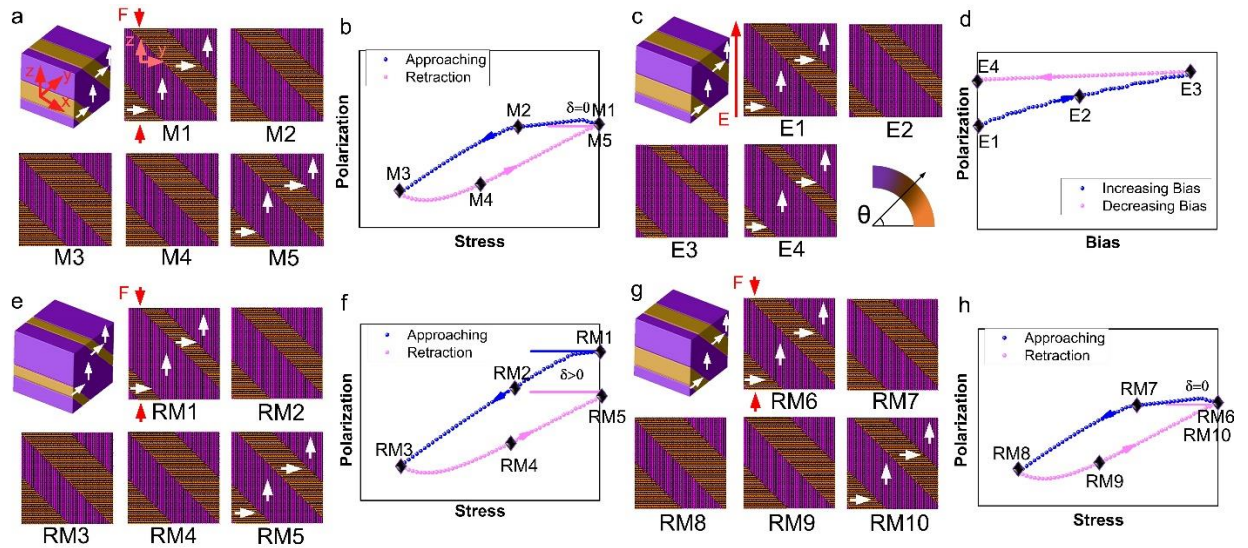 a
F
z
y
x
z
y
M1
M2
M3
M4
M5
b
Approaching
Retraction
δ=0
M1
M2
M5
M3
M4
Polarization
Stress
c
E
E1
E2
E3
E4
θ
d
E4
E3
E2
E1
Increasing Bias
Decreasing Bias
Polarization
Bias
e
F
RM1
RM2
RM3
RM4
RM5
f
Approaching
Retraction
RM1
δ>0
RM2
RM5
RM3
RM4
Polarization
Stress
g
F
RM6
RM7
RM8
RM9
RM10
h
Approaching
Retraction
RM7
δ=0
RM6
RM10
RM8
RM9
Polarization
Stress